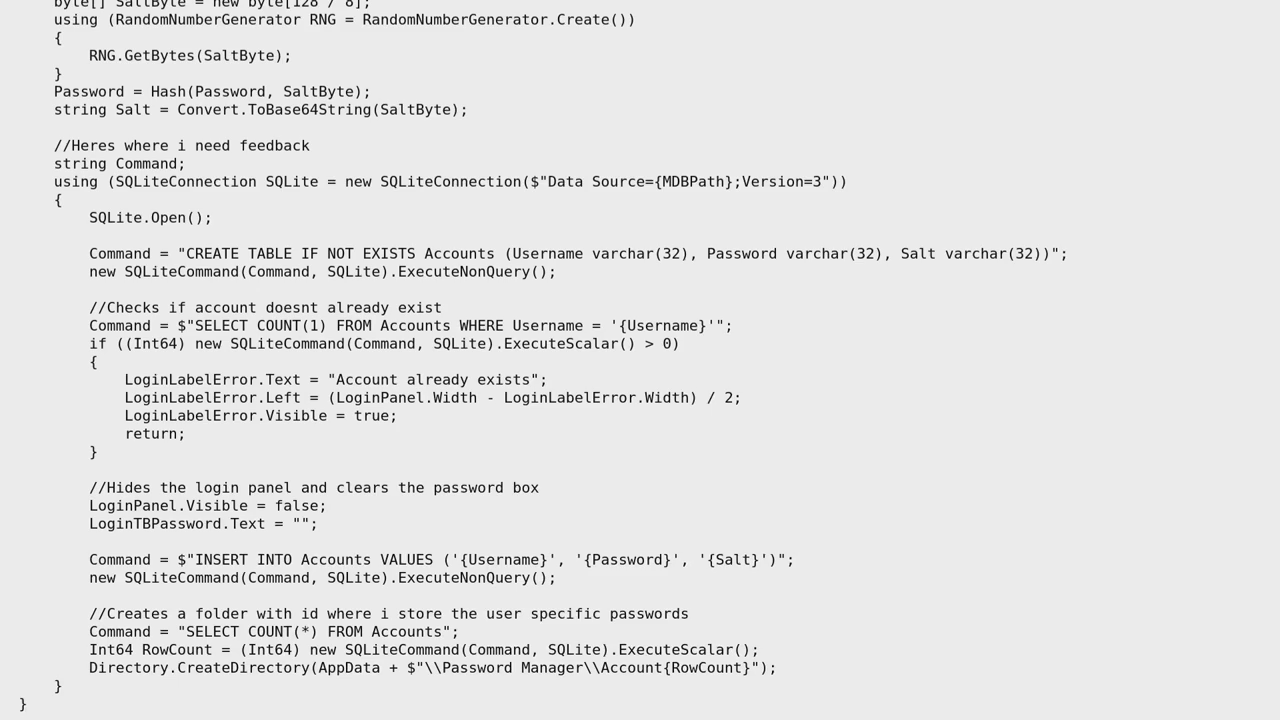 byte[] SaltByte = new byte[128 / 8];
using (RandomNumberGenerator RNG = RandomNumberGenerator.Create())
{
RNG.GetBytes(SaltByte);
}
Password = Hash(Password, SaltByte);
string Salt = Convert.ToBase64String(SaltByte);
//Heres where i need feedback
string Command;
using (SQLiteConnection SQLite = new SQLiteConnection($"Data Source={MDBPath};Version=3"))
{
SQLite.Open();
Command = "CREATE TABLE IF NOT EXISTS Accounts (Username varchar(32), Password varchar(32), Salt varchar(32))";
new SQLiteCommand(Command, SQLite).ExecuteNonQuery();
//Checks if account doesnt already exist
Command = $"SELECT COUNT(1) FROM Accounts WHERE Username = '{Username}'";
if ((Int64) new SQLiteCommand(Command, SQLite).ExecuteScalar() > 0)
{
LoginLabelError.Text = "Account already exists";
LoginLabelError.Left = (LoginPanel.Width - LoginLabelError.Width) / 2;
LoginLabelError.Visible = true;
return;
}
//Hides the login panel and clears the password box
LoginPanel.Visible = false;
LoginTBPassword.Text = "";
Command = $"INSERT INTO Accounts VALUES ('{Username}', '{Password}', '{Salt}')";
new SQLiteCommand(Command, SQLite).ExecuteNonQuery();
//Creates a folder with id where i store the user specific passwords
Command = "SELECT COUNT(*) FROM Accounts";
Int64 RowCount = (Int64) new SQLiteCommand(Command, SQLite).ExecuteScalar();
Directory.CreateDirectory(AppData + $"\\Password Manager\\Account{RowCount}");
}
}